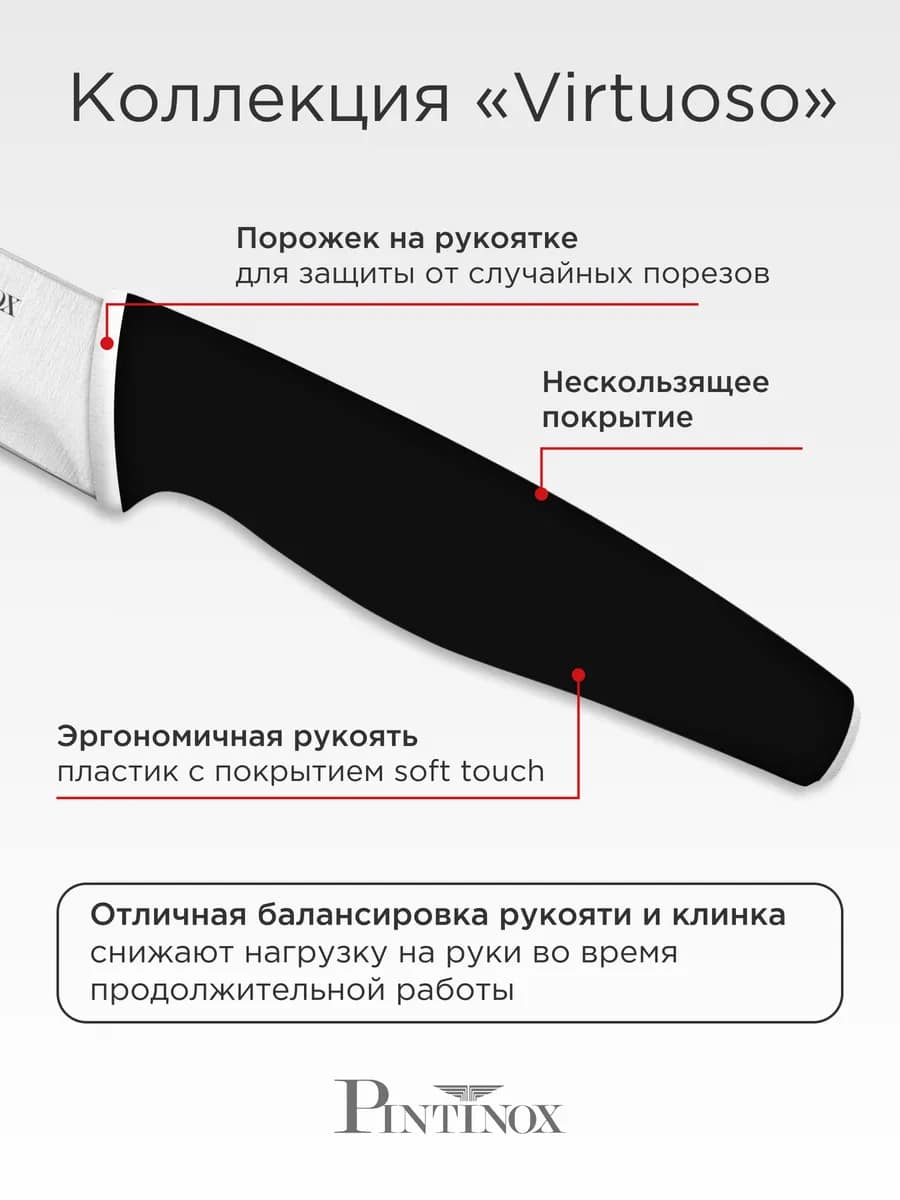 Коллекция «Virtuoso»
Порожек на рукоятке
для защиты от случайных порезов
Нескользящее
покрытие
Эргономичная рукоять
пластик с покрытием soft touch
Отличная балансировка рукояти и клинка
снижают нагрузку на руки во время
продолжительной работы
PINTINOX